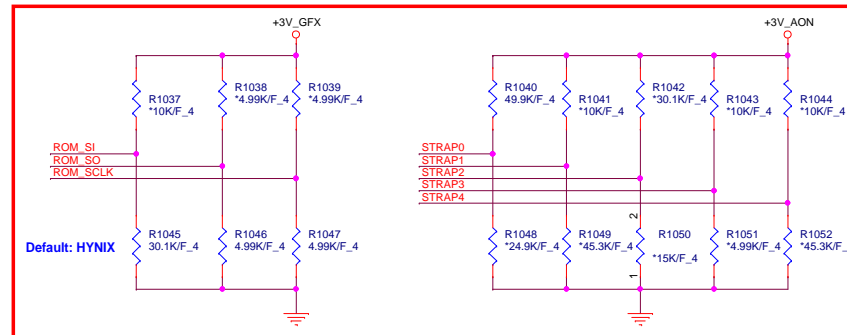 +3V_GFX
+3V_AON
R1037
*10K/F_4
R1038
*4.99K/F_4
R1039
*4.99K/F_4
R1040
49.9K/F_4
R1041
*10K/F_4
R1042
*30.1K/F_4
R1043
*10K/F_4
R1044
*10K/F_4
ROM_SI
ROM_SO
ROM_SCLK
STRAP0
STRAP1
STRAP2
STRAP3
STRAP4
Default: HYNIX
R1045
30.1K/F_4
R1046
4.99K/F_4
R1047
4.99K/F_4
R1048
*24.9K/F_4
R1049
*45.3K/F_4
2
R1050
*15K/F_4
1
R1051
*4.99K/F_4
R1052
*45.3K/F_4